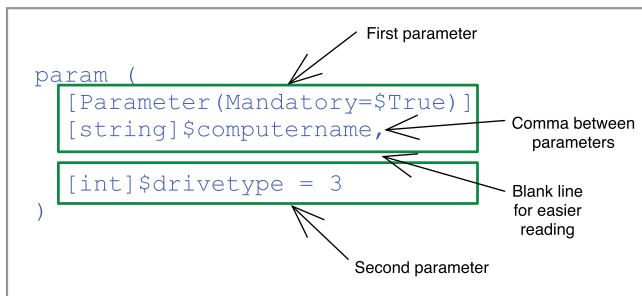 First parameter
param (
[Parameter(Mandatory=$True)]
[string]$computername,
Comma between
parameters
[int]$drivetype = 3
Blank line
for easier
reading
)
Second parameter